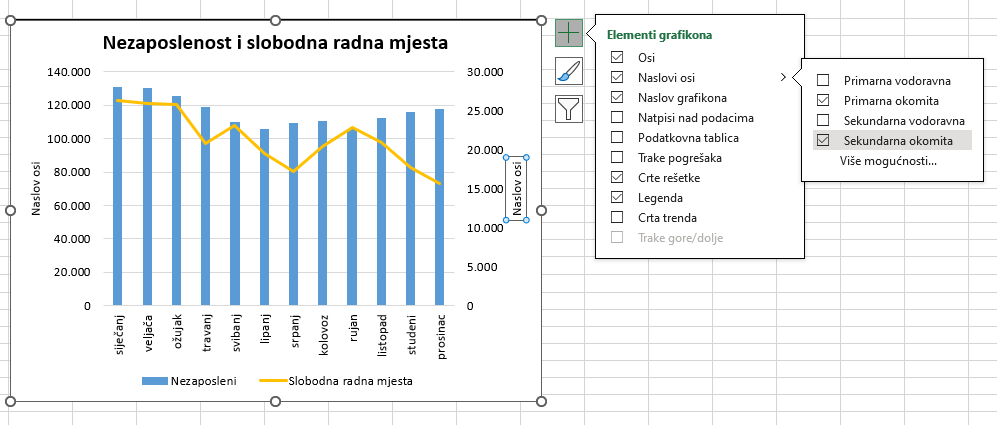 Nezaposlenost i slobodna radna mjesta
140.000
120.000
100.000
80.000
60.000
40.000
20.000
0
Naslov osi
30.000
25.000
20.000
15.000
10.000
5.000
0
Naslov osi
siječanj
veljača
ožujak
travanj
svibanj
lipanj
srpanj
kolovoz
rujan
listopad
studeni
prosinac
Nezaposleni
Slobodna radna mjesta
Elementi grafikona
Osi
Naslovi osi
Naslov grafikona
Natpisi nad podacima
Podatkovna tablica
Trake pogrešaka
Crte rešetke
Legenda
Crta trenda
Trake gore/dolje
Primarna vodoravna
Primarna okomita
Sekundarna vodoravna
Sekundarna okomita
Više mogućnosti...